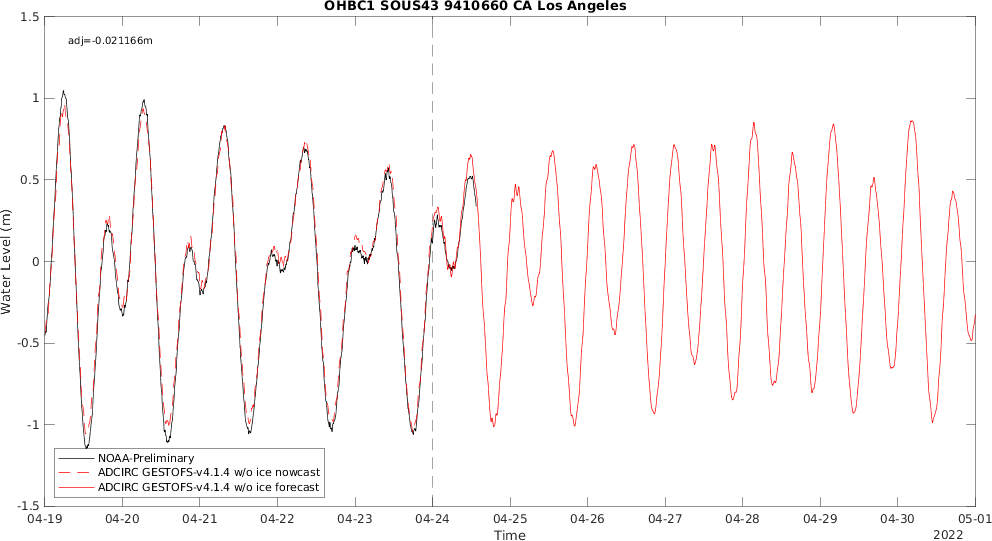 OHBC1 SOUS43 9410660 CA Los Angeles
adj=-0.021166m
Water Level (m)
1.5
1
0.5
0
-0.5
-1
-1.5
NOAA-Preliminary
ADCIRC GESTOFS-v4.1.4 w/o ice nowcast
ADCIRC GESTOFS-v4.1.4 w/o ice forecast
04-19 04-20 04-21 04-22 04-23 04-24 04-25 04-26 04-27 04-28 04-29 04-30 05-01
Time
2022